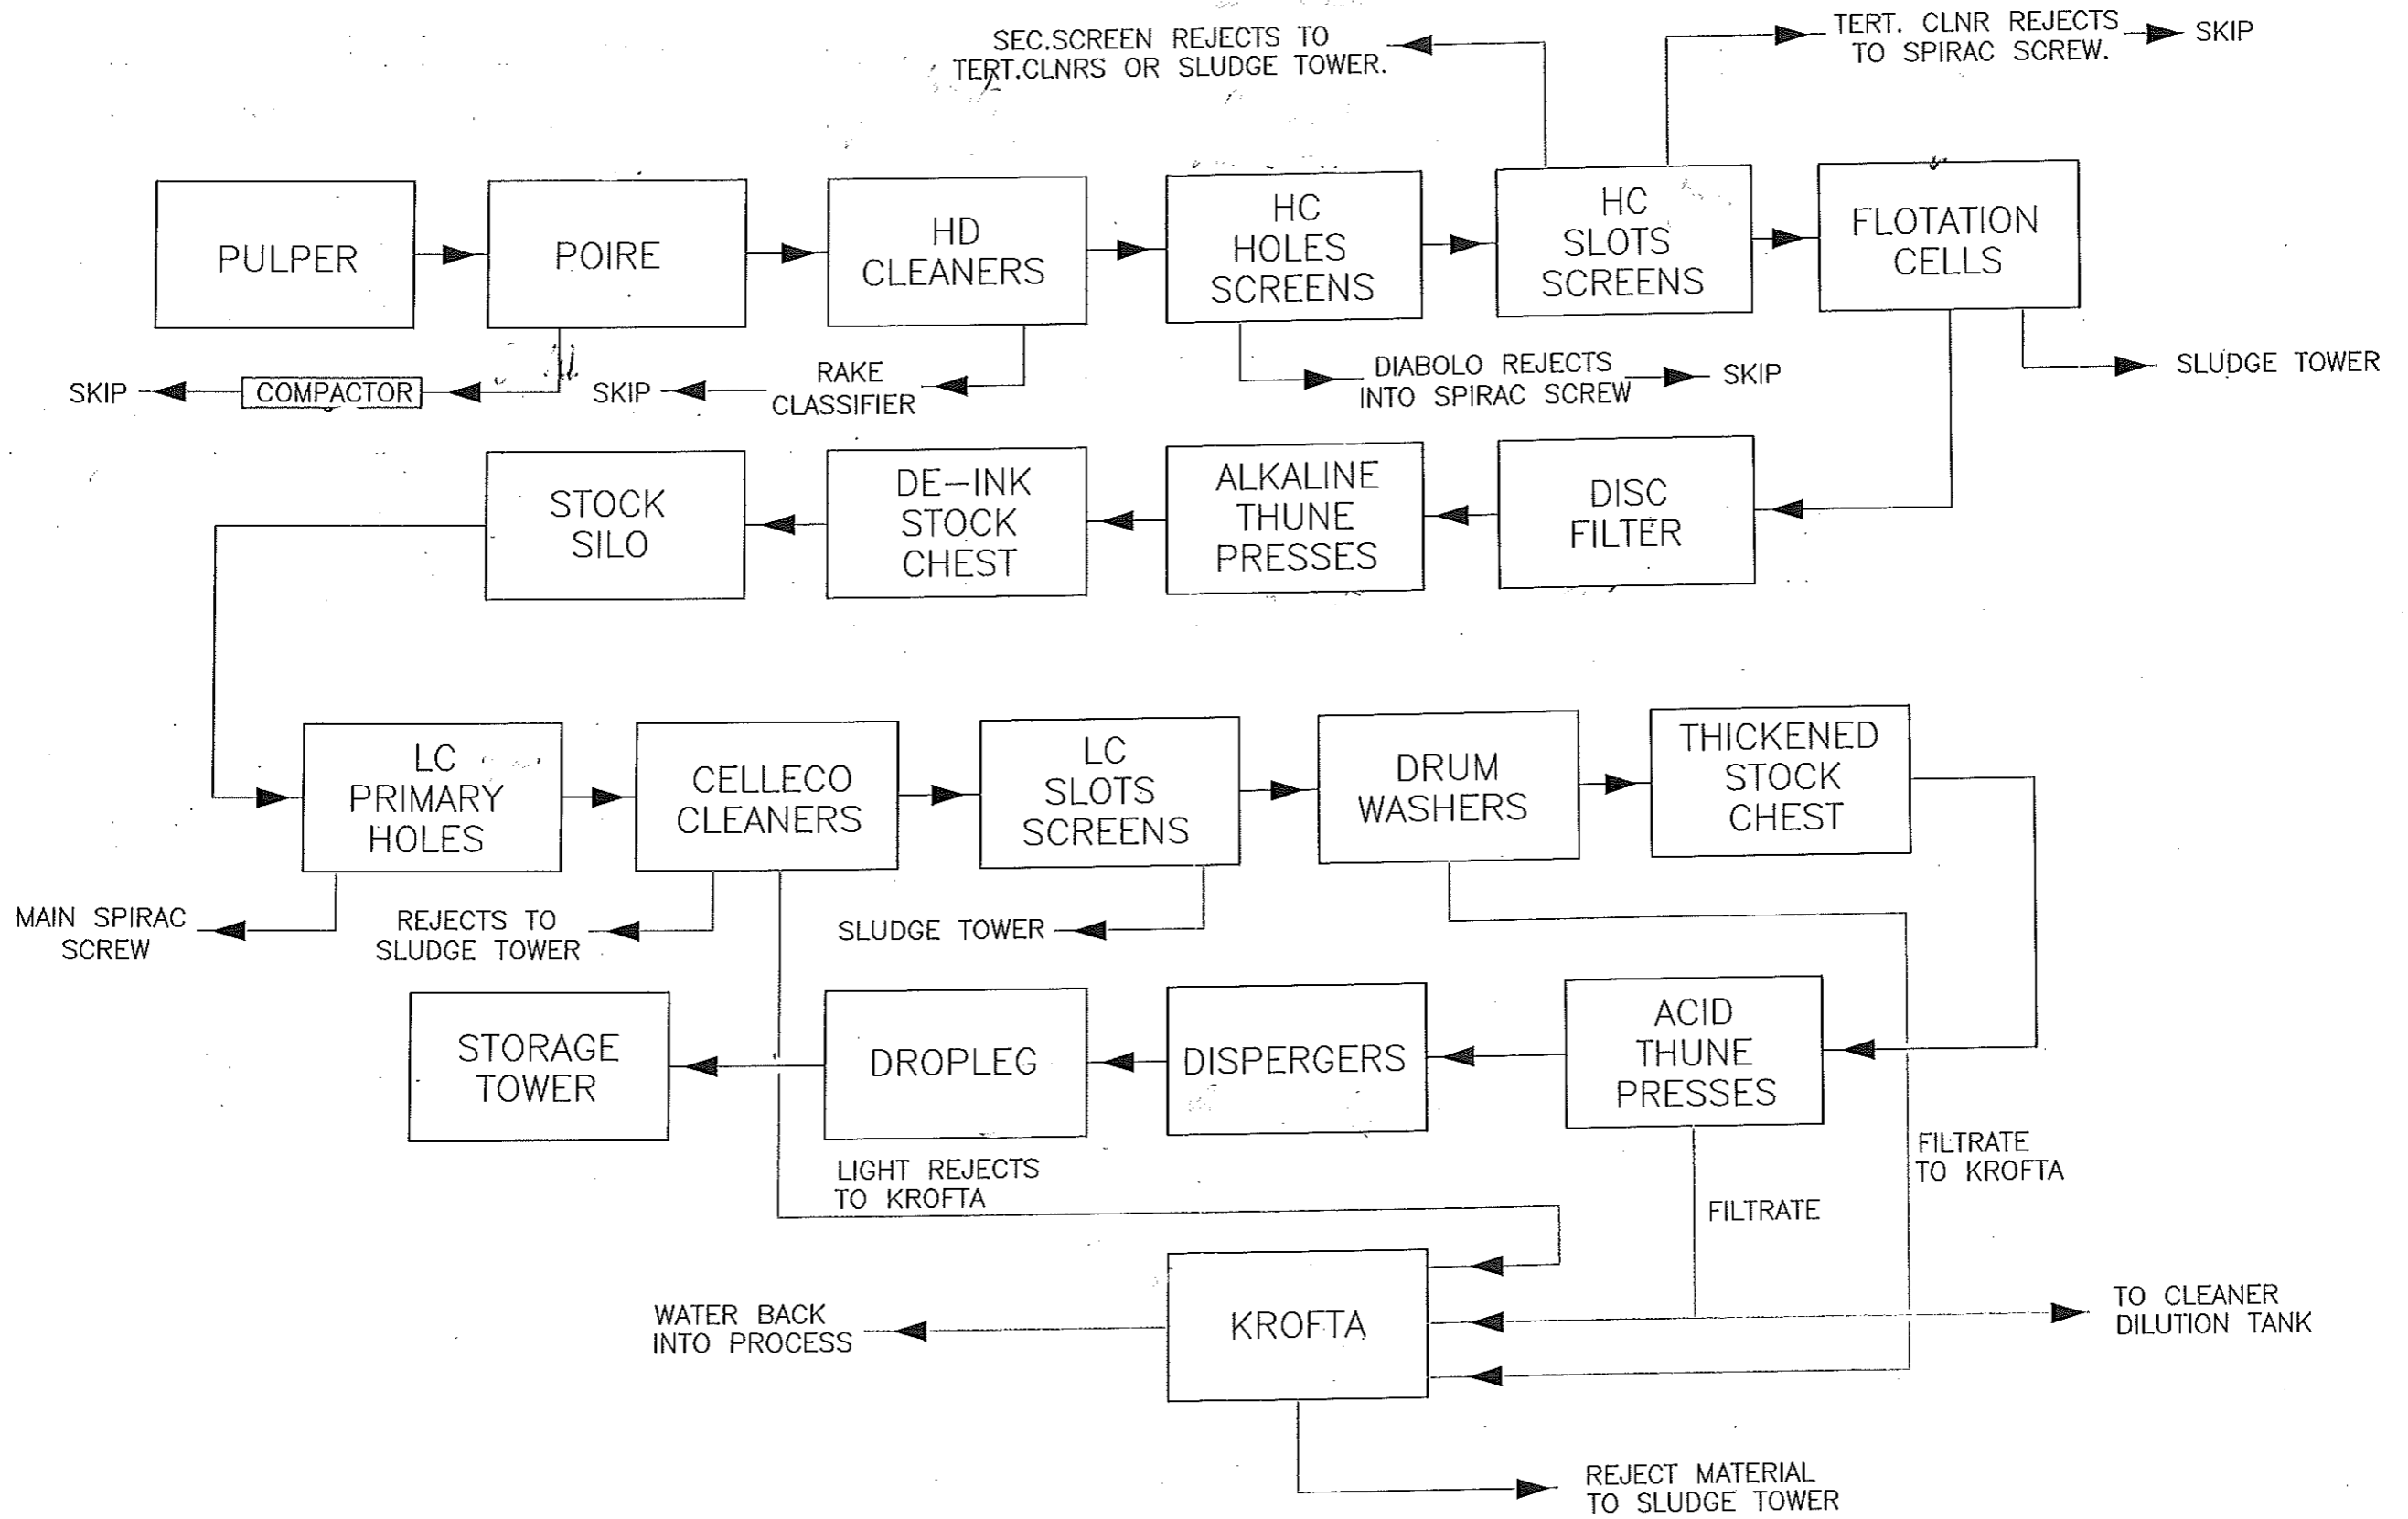 SEC.SCREEN REJECTS TO
TERT.CLNRS OR SLUDGE TOWER.
TERT. CLNR REJECTS
TO SPIRAC SCREW.
SKIP
PULPER
POIRE
HD
CLEANERS
HC
HOLES
SCREENS
HC
SLOTS
SCREENS
FLOTATION
CELLS
SKIP
COMPACTOR
SKIP
RAKE
CLASSIFIER
DIABOLO REJECTS
INTO SPIRAC SCREW
SKIP
SLUDGE TOWER
STOCK
SILO
DE-INK
STOCK
CHEST
ALKALINE
THUNE
PRESSES
DISC
FILTER
LC
PRIMARY
HOLES
CELLECO
CLEANERS
LC
SLOTS
SCREENS
DRUM
WASHERS
THICKENED
STOCK
CHEST
MAIN SPIRAC
SCREW
REJECTS TO
SLUDGE TOWER
SLUDGE TOWER
STORAGE
TOWER
DROPLEG
DISPERGERS
ACID
THUNE
PRESSES
LIGHT REJECTS
TO KROFTA
FILTRATE
FILTRATE
TO KROFTA
WATER BACK
INTO PROCESS
KROFTA
TO CLEANER
DILUTION TANK
REJECT MATERIAL
TO SLUDGE TOWER